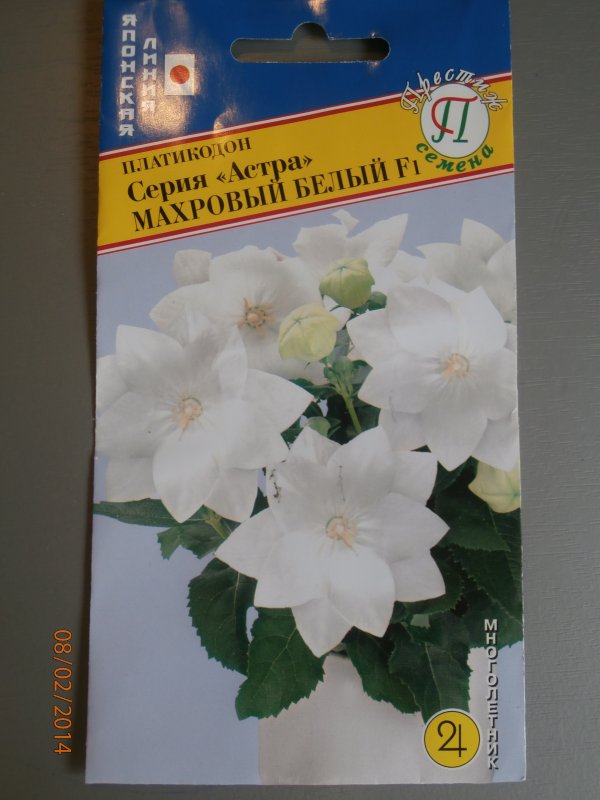 ЯПОНСКАЯ
ЛИНИЯ
Престиж
П
семена
ПЛАТИКОДОН
Серия «Астра»
МАХРОВЫЙ БЕЛЫЙ F1
МНОГОЛЕТНИК
08/02/2014